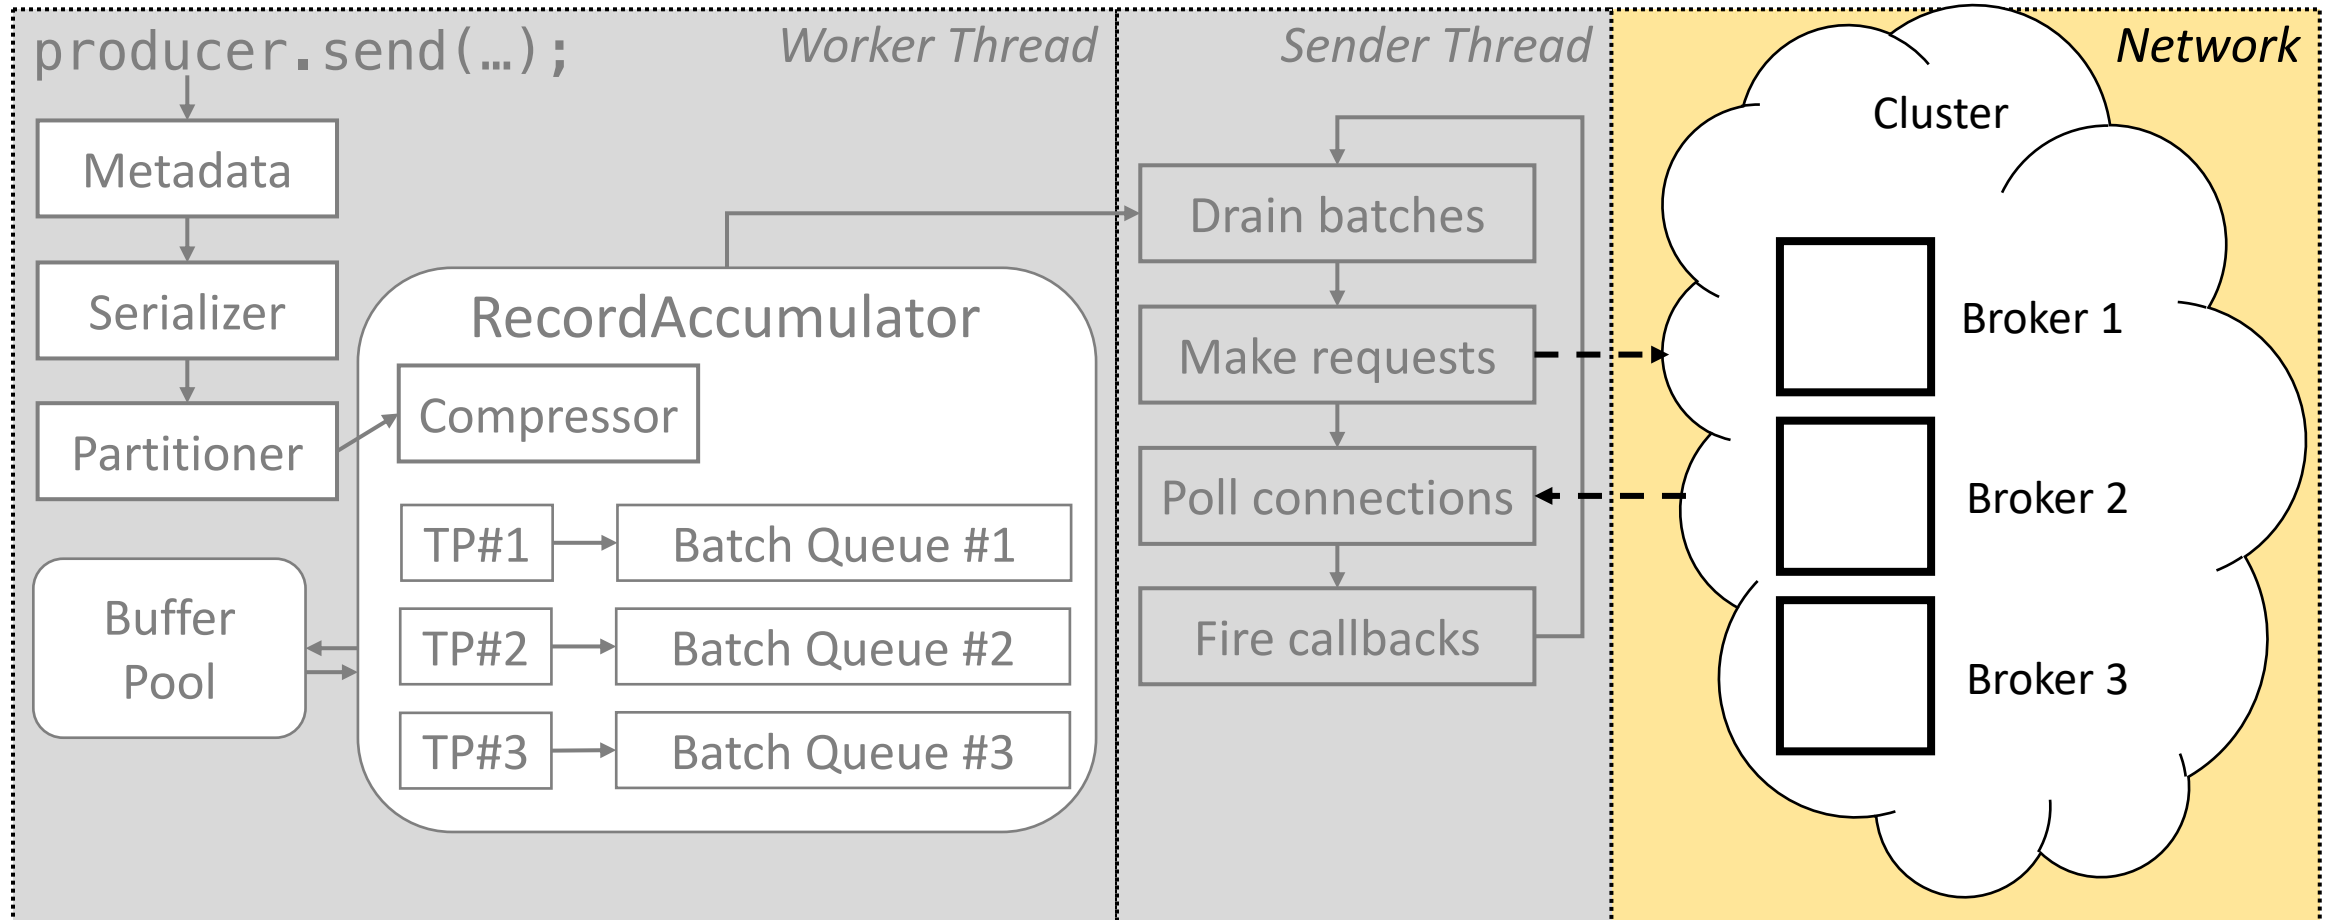 producer.send(…);
Worker Thread
Metadata
Serializer
Partitioner
RecordAccumulator
Compressor
TP#1
Batch Queue #1
TP#2
Batch Queue #2
TP#3
Batch Queue #3
Buffer
Pool
Sender Thread
Drain batches
Make requests
Poll connections
Fire callbacks
Network
Cluster
Broker 1
Broker 2
Broker 3